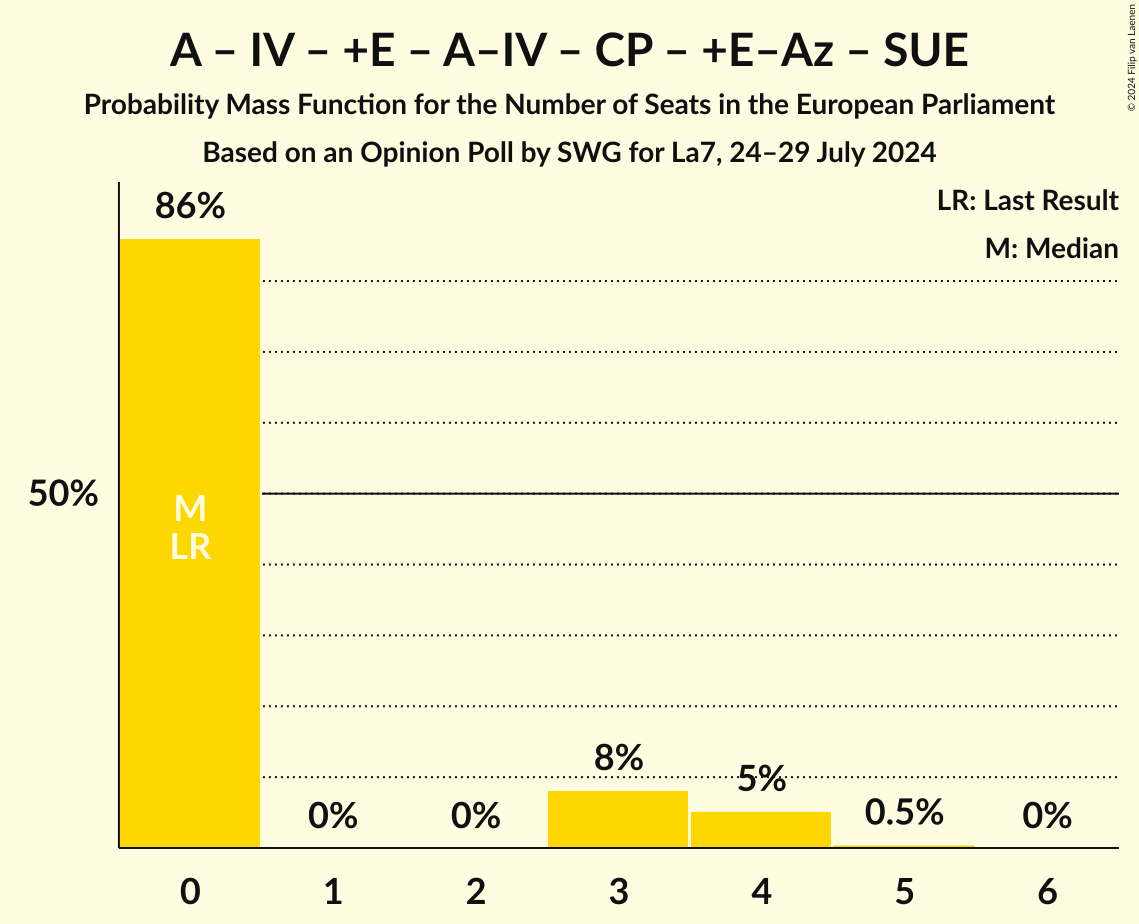 A – IV – +E – A–IV – CP – +E–Az – SUE
Probability Mass Function for the Number of Seats in the European Parliament
Based on an Opinion Poll by SWG for La7, 24–29 July 2024
© 2024 Filip van Laenen
LR: Last Result
M: Median
86%
50%
M
LR
0%
0%
8%
5%
0.5%
0%
0
1
2
3
4
5
6